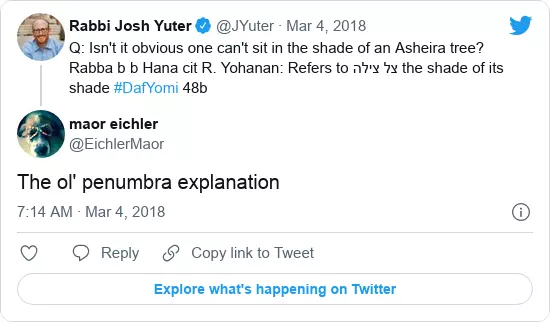 Rabbi Josh Yuter @JYuter · Mar 4, 2018
Q: Isn't it obvious one can't sit in the shade of an Asheira tree?
Rabba b b Hana cit R. Yohanan: Refers to צל צילה the shade of its
shade #DafYomi 48b
maor eichler
@EichlerMaor
The ol' penumbra explanation
7:14 AM · Mar 4, 2018
Reply Copy link to Tweet
Explore what's happening on Twitter